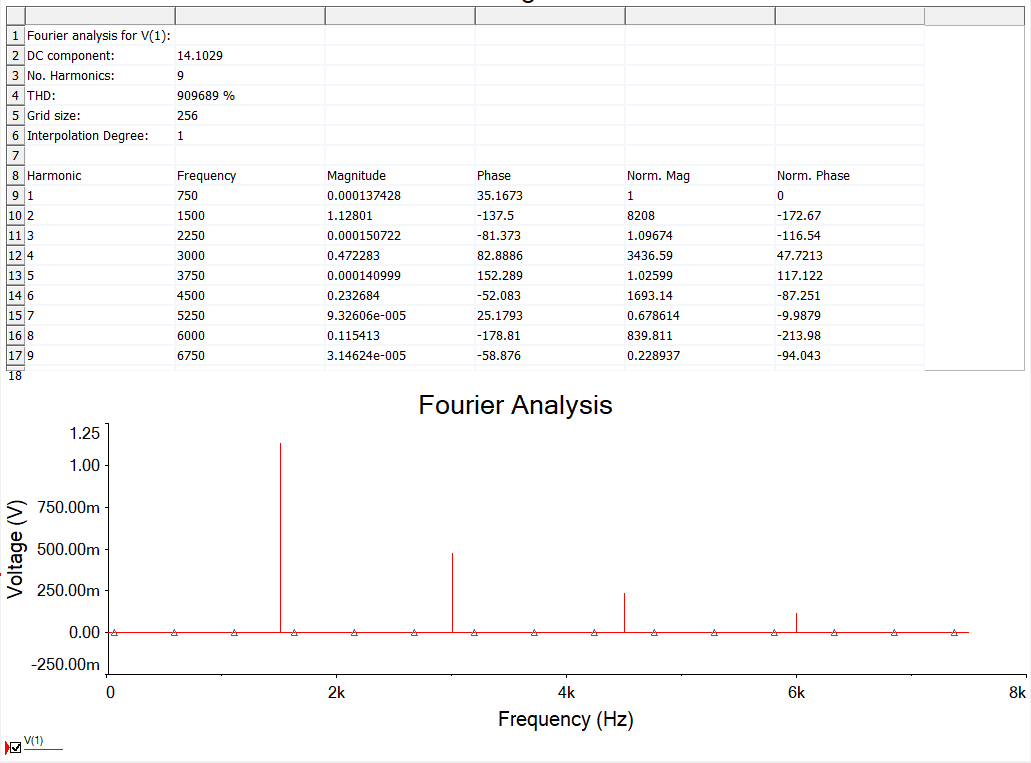 1 Fourier analysis for V(1):
2 DC component: 14.1029
3 No. Harmonics: 9
4 THD: 909689 %
5 Grid size: 256
6 Interpolation Degree: 1
7
8 Harmonic Frequency Magnitude Phase Norm. Mag Norm. Phase
9 1 750 0.000137428 35.1673 1 0
10 2 1500 1.12801 -137.5 8208 -172.67
11 3 2250 0.000150722 -81.373 1.09674 -116.54
12 4 3000 0.472283 82.8886 3436.59 47.7213
13 5 3750 0.000140999 152.289 1.02599 117.122
14 6 4500 0.232684 -52.083 1693.14 -87.251
15 7 5250 9.32606e-005 25.1793 0.678614 -9.9879
16 8 6000 0.115413 -178.81 839.811 -213.98
17 9 6750 3.14624e-005 -58.876 0.228937 -94.043
18
Fourier Analysis
Voltage (V)
1.25
1.00
750.00m
500.00m
250.00m
0.00
-250.00m
0 2k 4k 6k 8k
Frequency (Hz)
V(1)